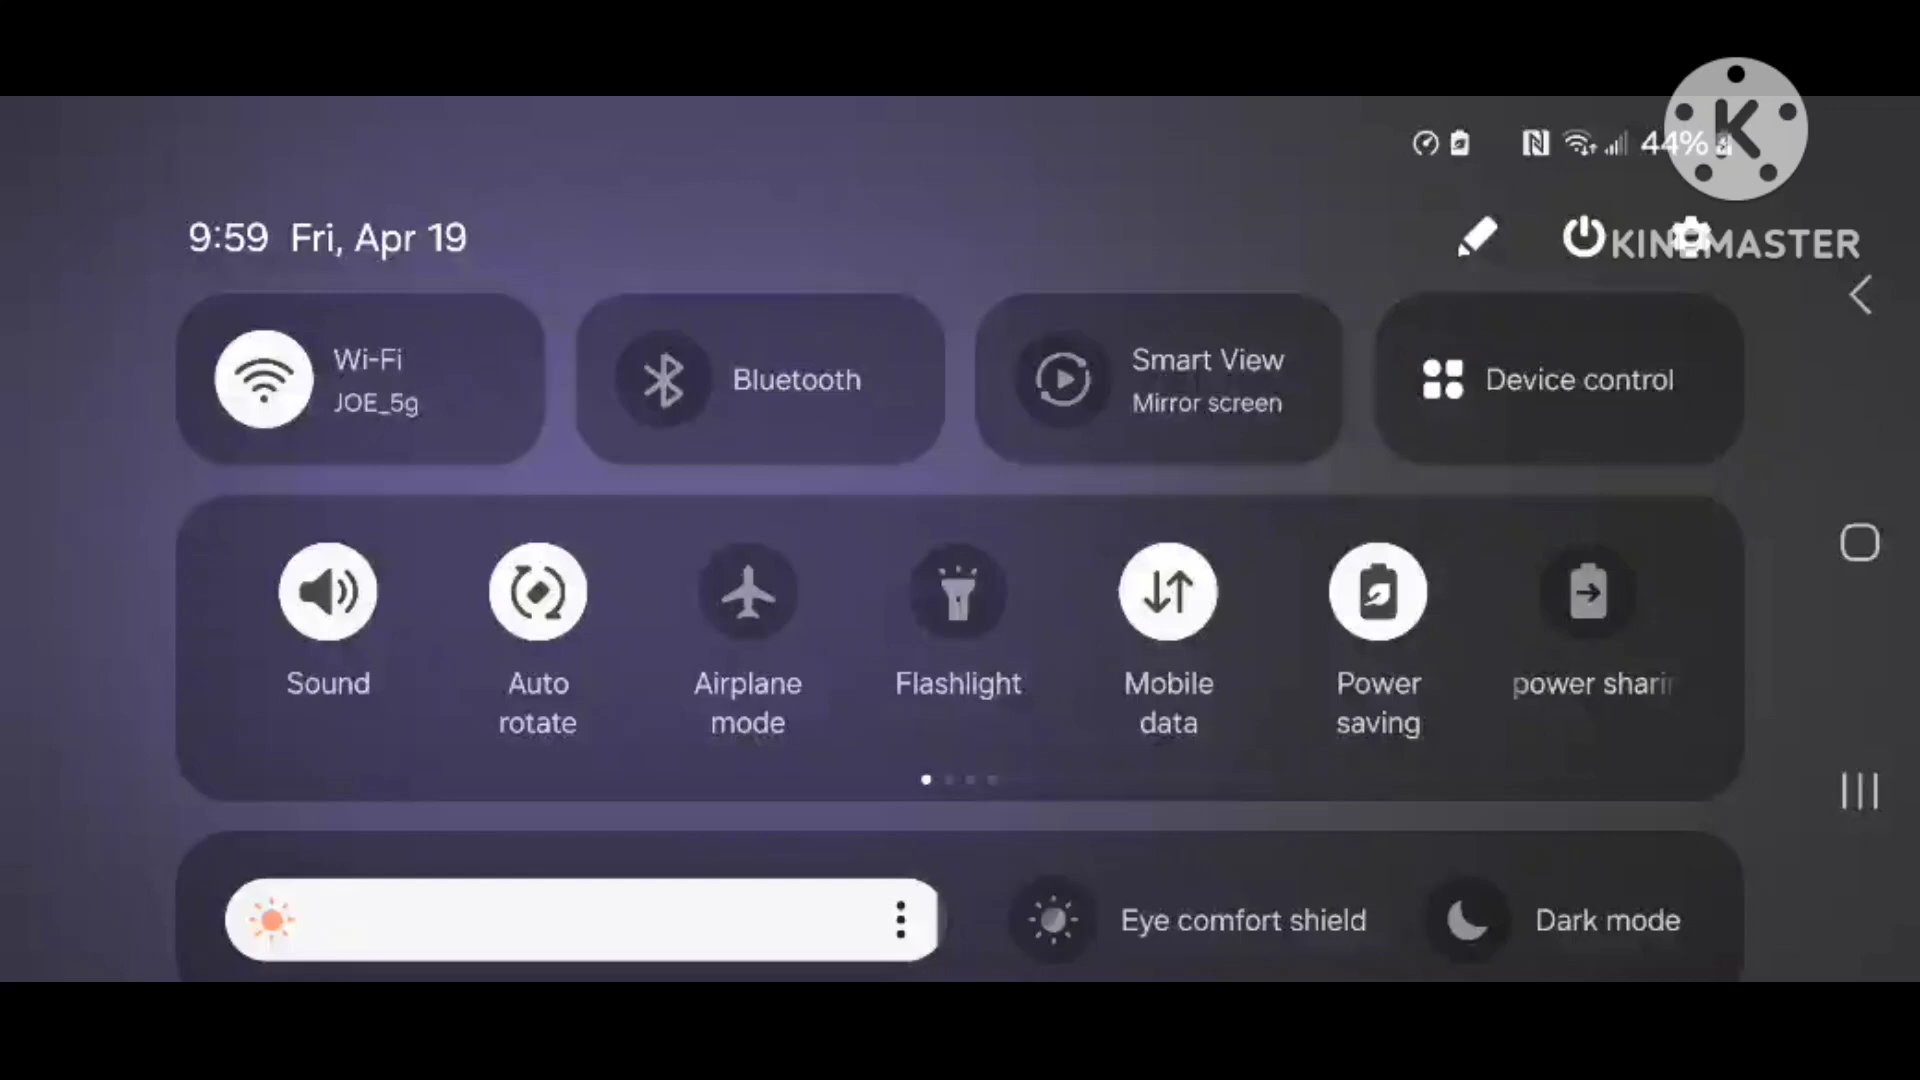 44%
K
KINEMASTER
9:59 Fri, Apr 19
Wi-Fi
JOE_5g
Bluetooth
Smart View
Mirror screen
Device control
Sound
Auto
rotate
Airplane
mode
Flashlight
Mobile
data
Power
saving
power sharin
Eye comfort shield
Dark mode